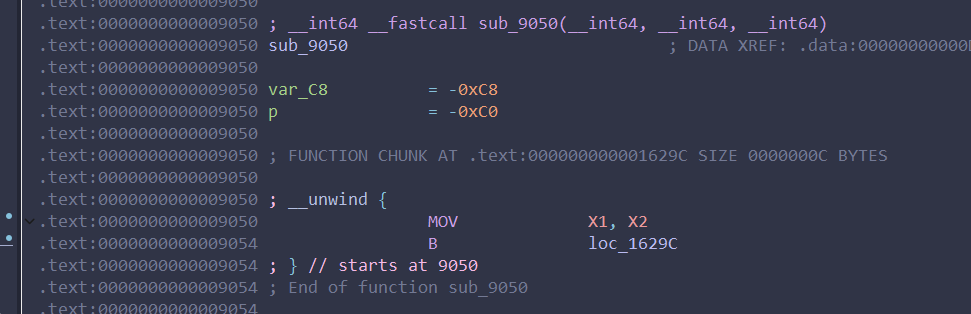 .text:0000000000009050
.text:0000000000009050 ; __int64 __fastcall sub_9050(__int64, __int64, __int64)
.text:0000000000009050 sub_9050 ; DATA XREF: .data:00000000000
.text:0000000000009050
.text:0000000000009050 var_C8 = -0xC8
.text:0000000000009050 p = -0xC0
.text:0000000000009050
.text:0000000000009050 ; FUNCTION CHUNK AT .text:000000000001629C SIZE 0000000C BYTES
.text:0000000000009050
.text:0000000000009050 ; __unwind {
.text:0000000000009050 MOV X1, X2
.text:0000000000009054 B loc_1629C
.text:0000000000009054 ; } // starts at 9050
.text:0000000000009054 ; End of function sub_9050
.text:0000000000009054